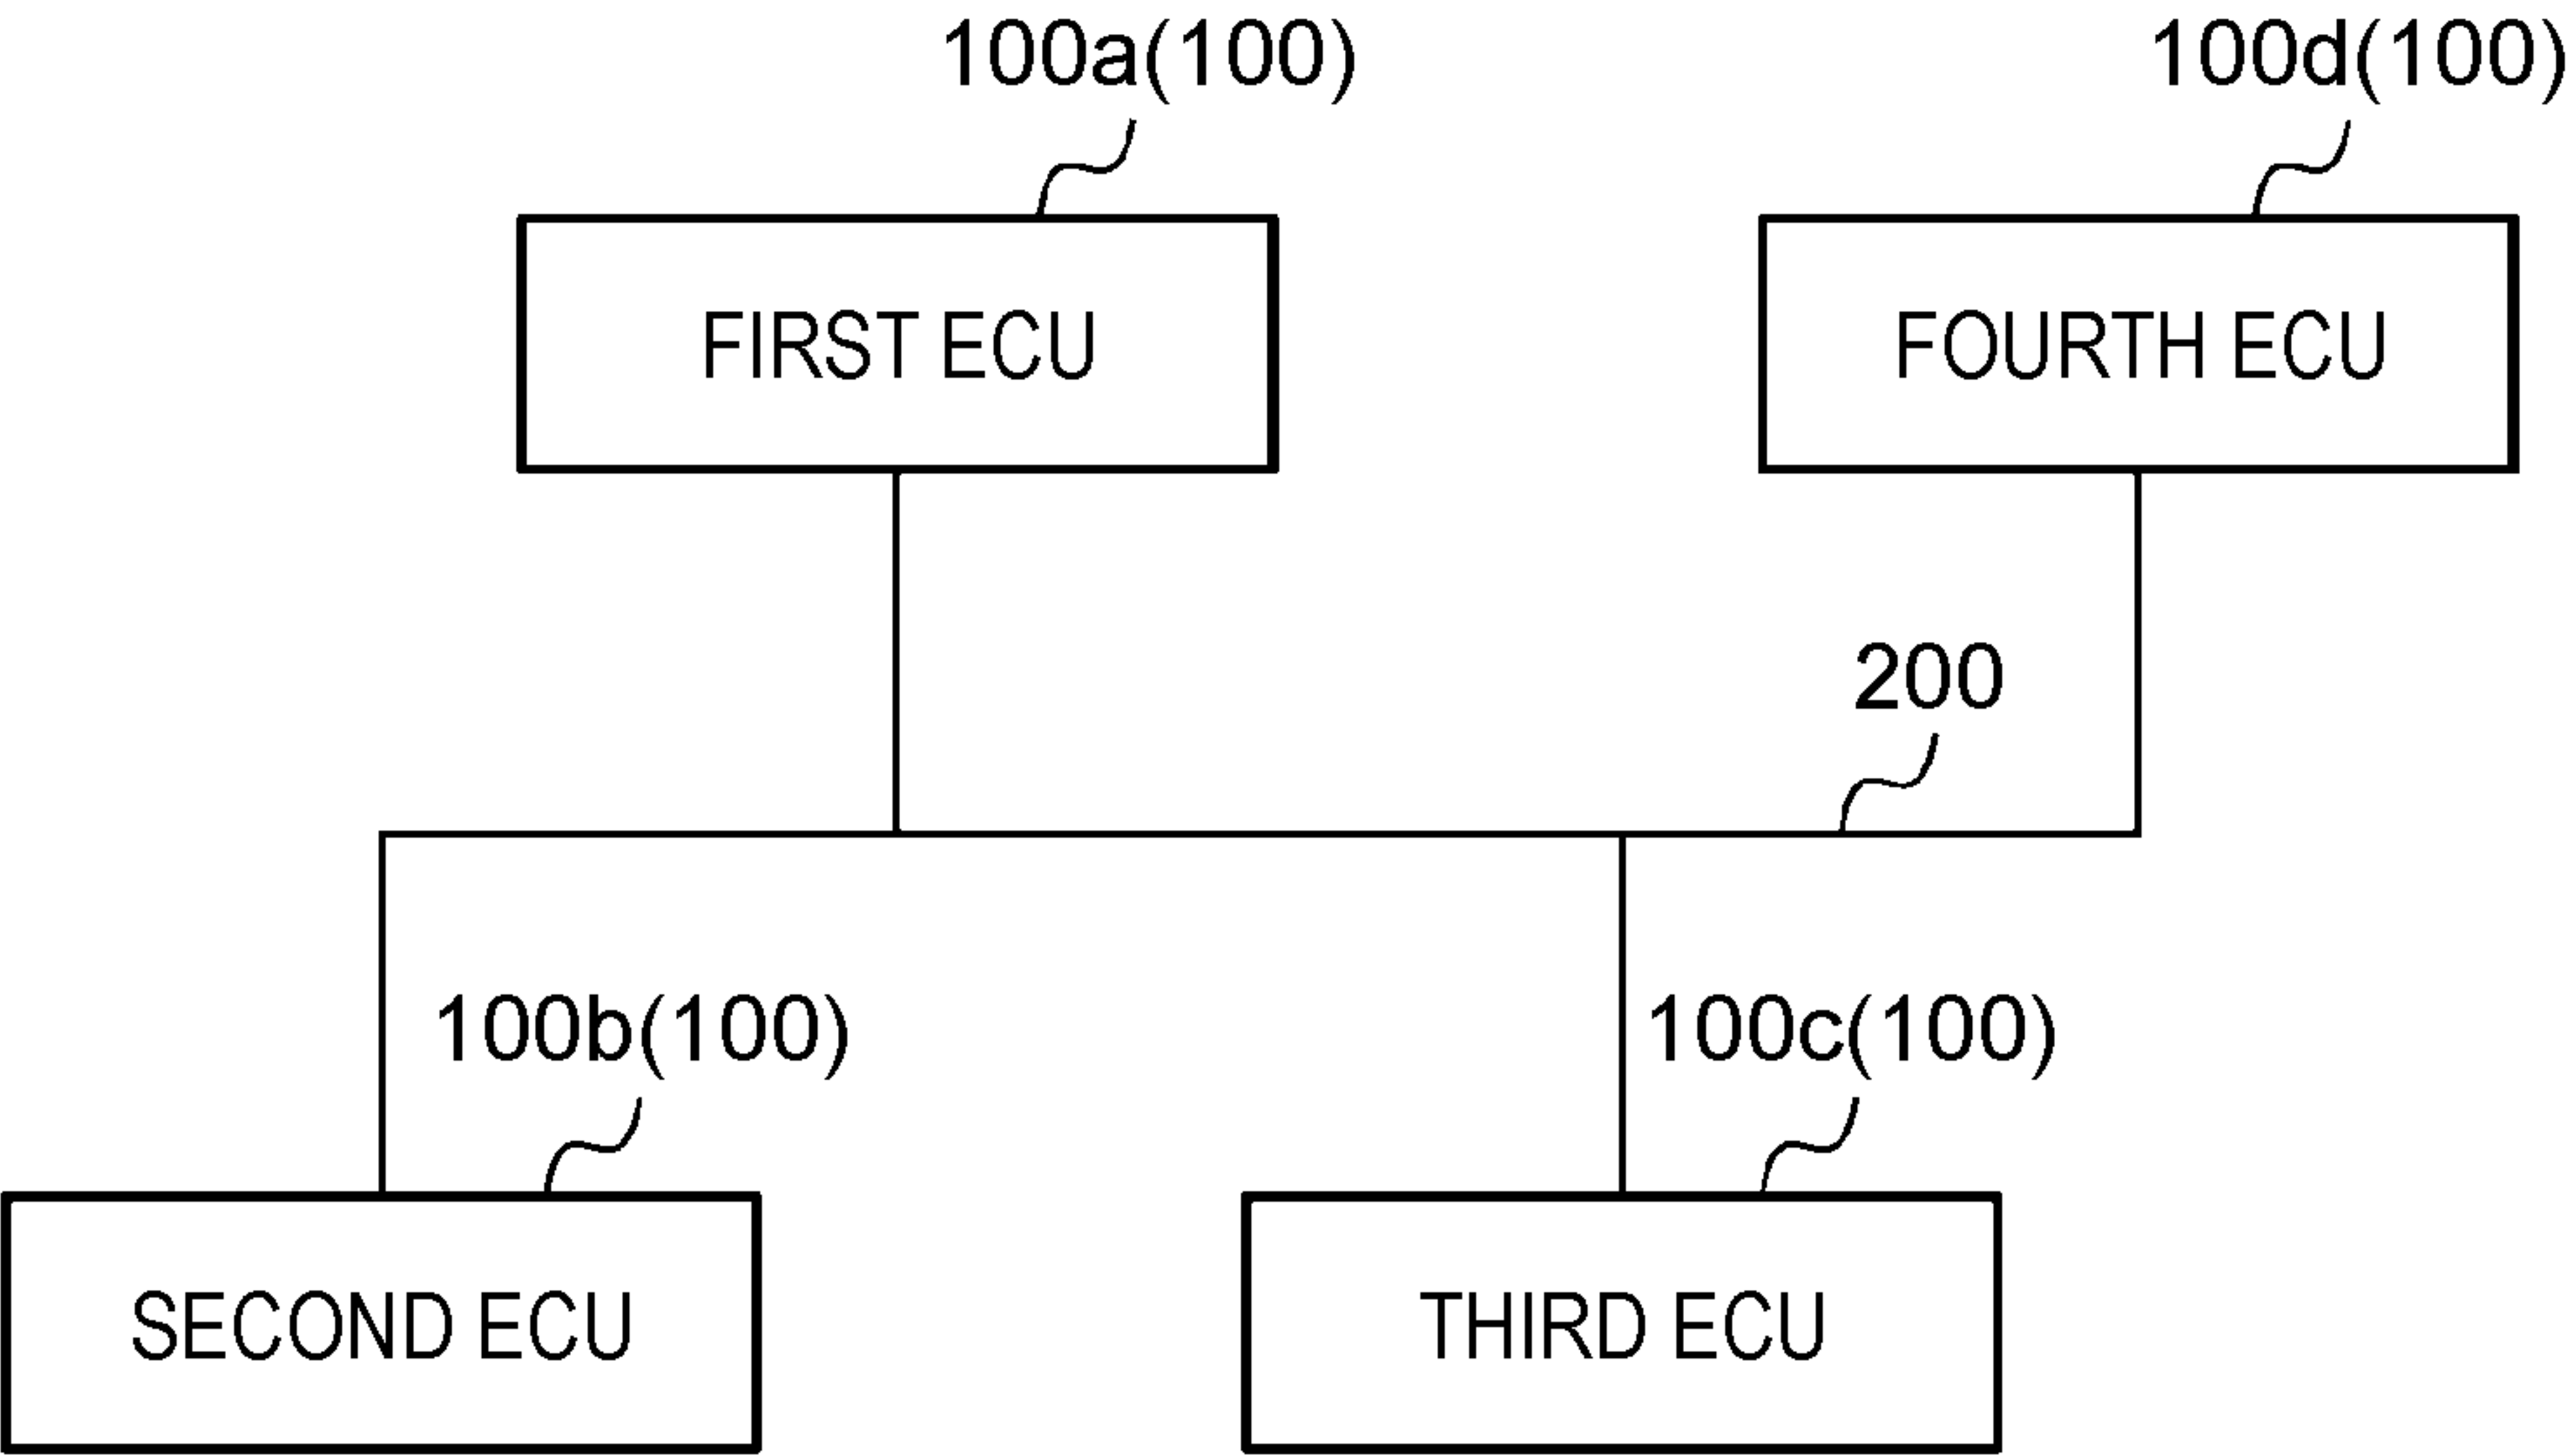 100a(100)
100d(100)
FIRST ECU
FOURTH ECU
200
100b(100)
100c(100)
SECOND ECU
THIRD ECU